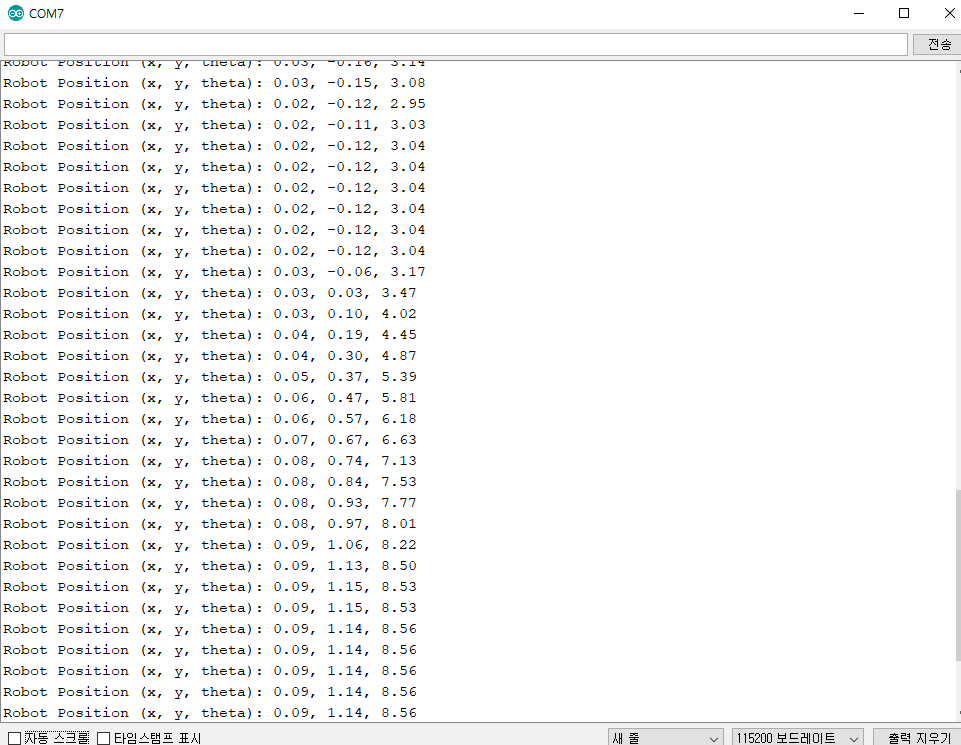 COM7
전송
Robot Position (x, y, theta): 0.03, -0.16, 3.14
Robot Position (x, y, theta): 0.03, -0.15, 3.08
Robot Position (x, y, theta): 0.02, -0.12, 2.95
Robot Position (x, y, theta): 0.02, -0.11, 3.03
Robot Position (x, y, theta): 0.02, -0.12, 3.04
Robot Position (x, y, theta): 0.02, -0.12, 3.04
Robot Position (x, y, theta): 0.02, -0.12, 3.04
Robot Position (x, y, theta): 0.02, -0.12, 3.04
Robot Position (x, y, theta): 0.02, -0.12, 3.04
Robot Position (x, y, theta): 0.02, -0.12, 3.04
Robot Position (x, y, theta): 0.03, -0.06, 3.17
Robot Position (x, y, theta): 0.03, 0.03, 3.47
Robot Position (x, y, theta): 0.03, 0.10, 4.02
Robot Position (x, y, theta): 0.04, 0.19, 4.45
Robot Position (x, y, theta): 0.04, 0.30, 4.87
Robot Position (x, y, theta): 0.05, 0.37, 5.39
Robot Position (x, y, theta): 0.06, 0.47, 5.81
Robot Position (x, y, theta): 0.06, 0.57, 6.18
Robot Position (x, y, theta): 0.07, 0.67, 6.63
Robot Position (x, y, theta): 0.08, 0.74, 7.13
Robot Position (x, y, theta): 0.08, 0.84, 7.53
Robot Position (x, y, theta): 0.08, 0.93, 7.77
Robot Position (x, y, theta): 0.08, 0.97, 8.01
Robot Position (x, y, theta): 0.09, 1.06, 8.22
Robot Position (x, y, theta): 0.09, 1.13, 8.50
Robot Position (x, y, theta): 0.09, 1.15, 8.53
Robot Position (x, y, theta): 0.09, 1.15, 8.53
Robot Position (x, y, theta): 0.09, 1.14, 8.56
Robot Position (x, y, theta): 0.09, 1.14, 8.56
Robot Position (x, y, theta): 0.09, 1.14, 8.56
Robot Position (x, y, theta): 0.09, 1.14, 8.56
Robot Position (x, y, theta): 0.09, 1.14, 8.56
자동 스크롤 타임스탬프 표시 새 줄 115200 보드레이트 출력 지우기